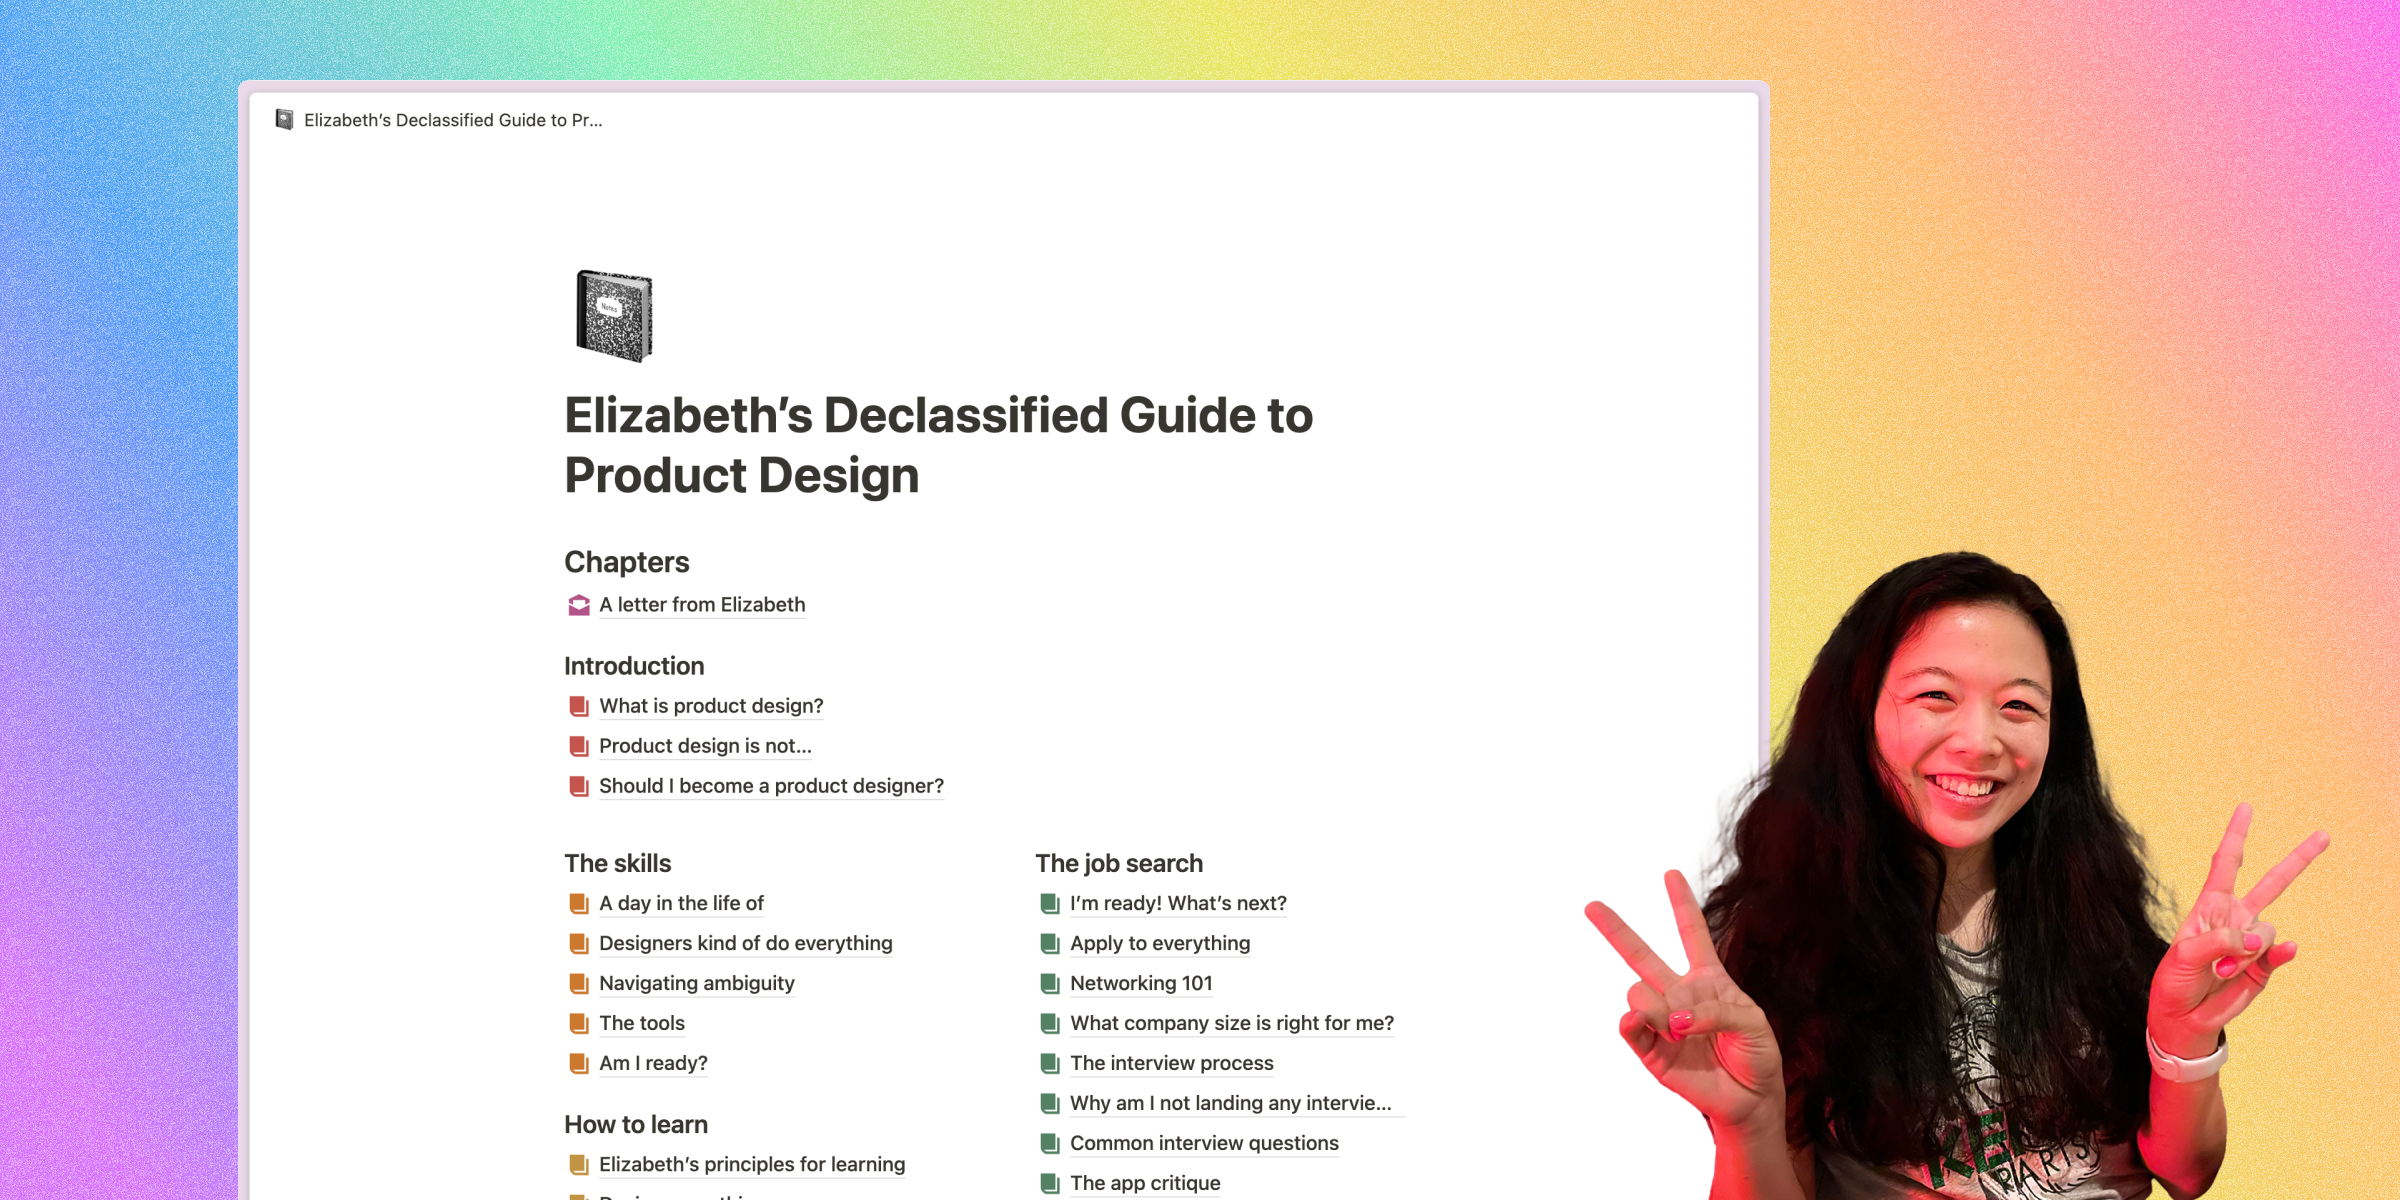 Elizabeth’s Declassified Guide to Pr...
Notes
Elizabeth’s Declassified Guide to
Product Design
Chapters
A letter from Elizabeth
Introduction
What is product design?
Product design is not...
Should I become a product designer?
The skills
A day in the life of
Designers kind of do everything
Navigating ambiguity
The tools
Am I ready?
How to learn
Elizabeth’s principles for learning
The job search
I’m ready! What’s next?
Apply to everything
Networking 101
What company size is right for me?
The interview process
Why am I not landing any intervie...
Common interview questions
The app critique